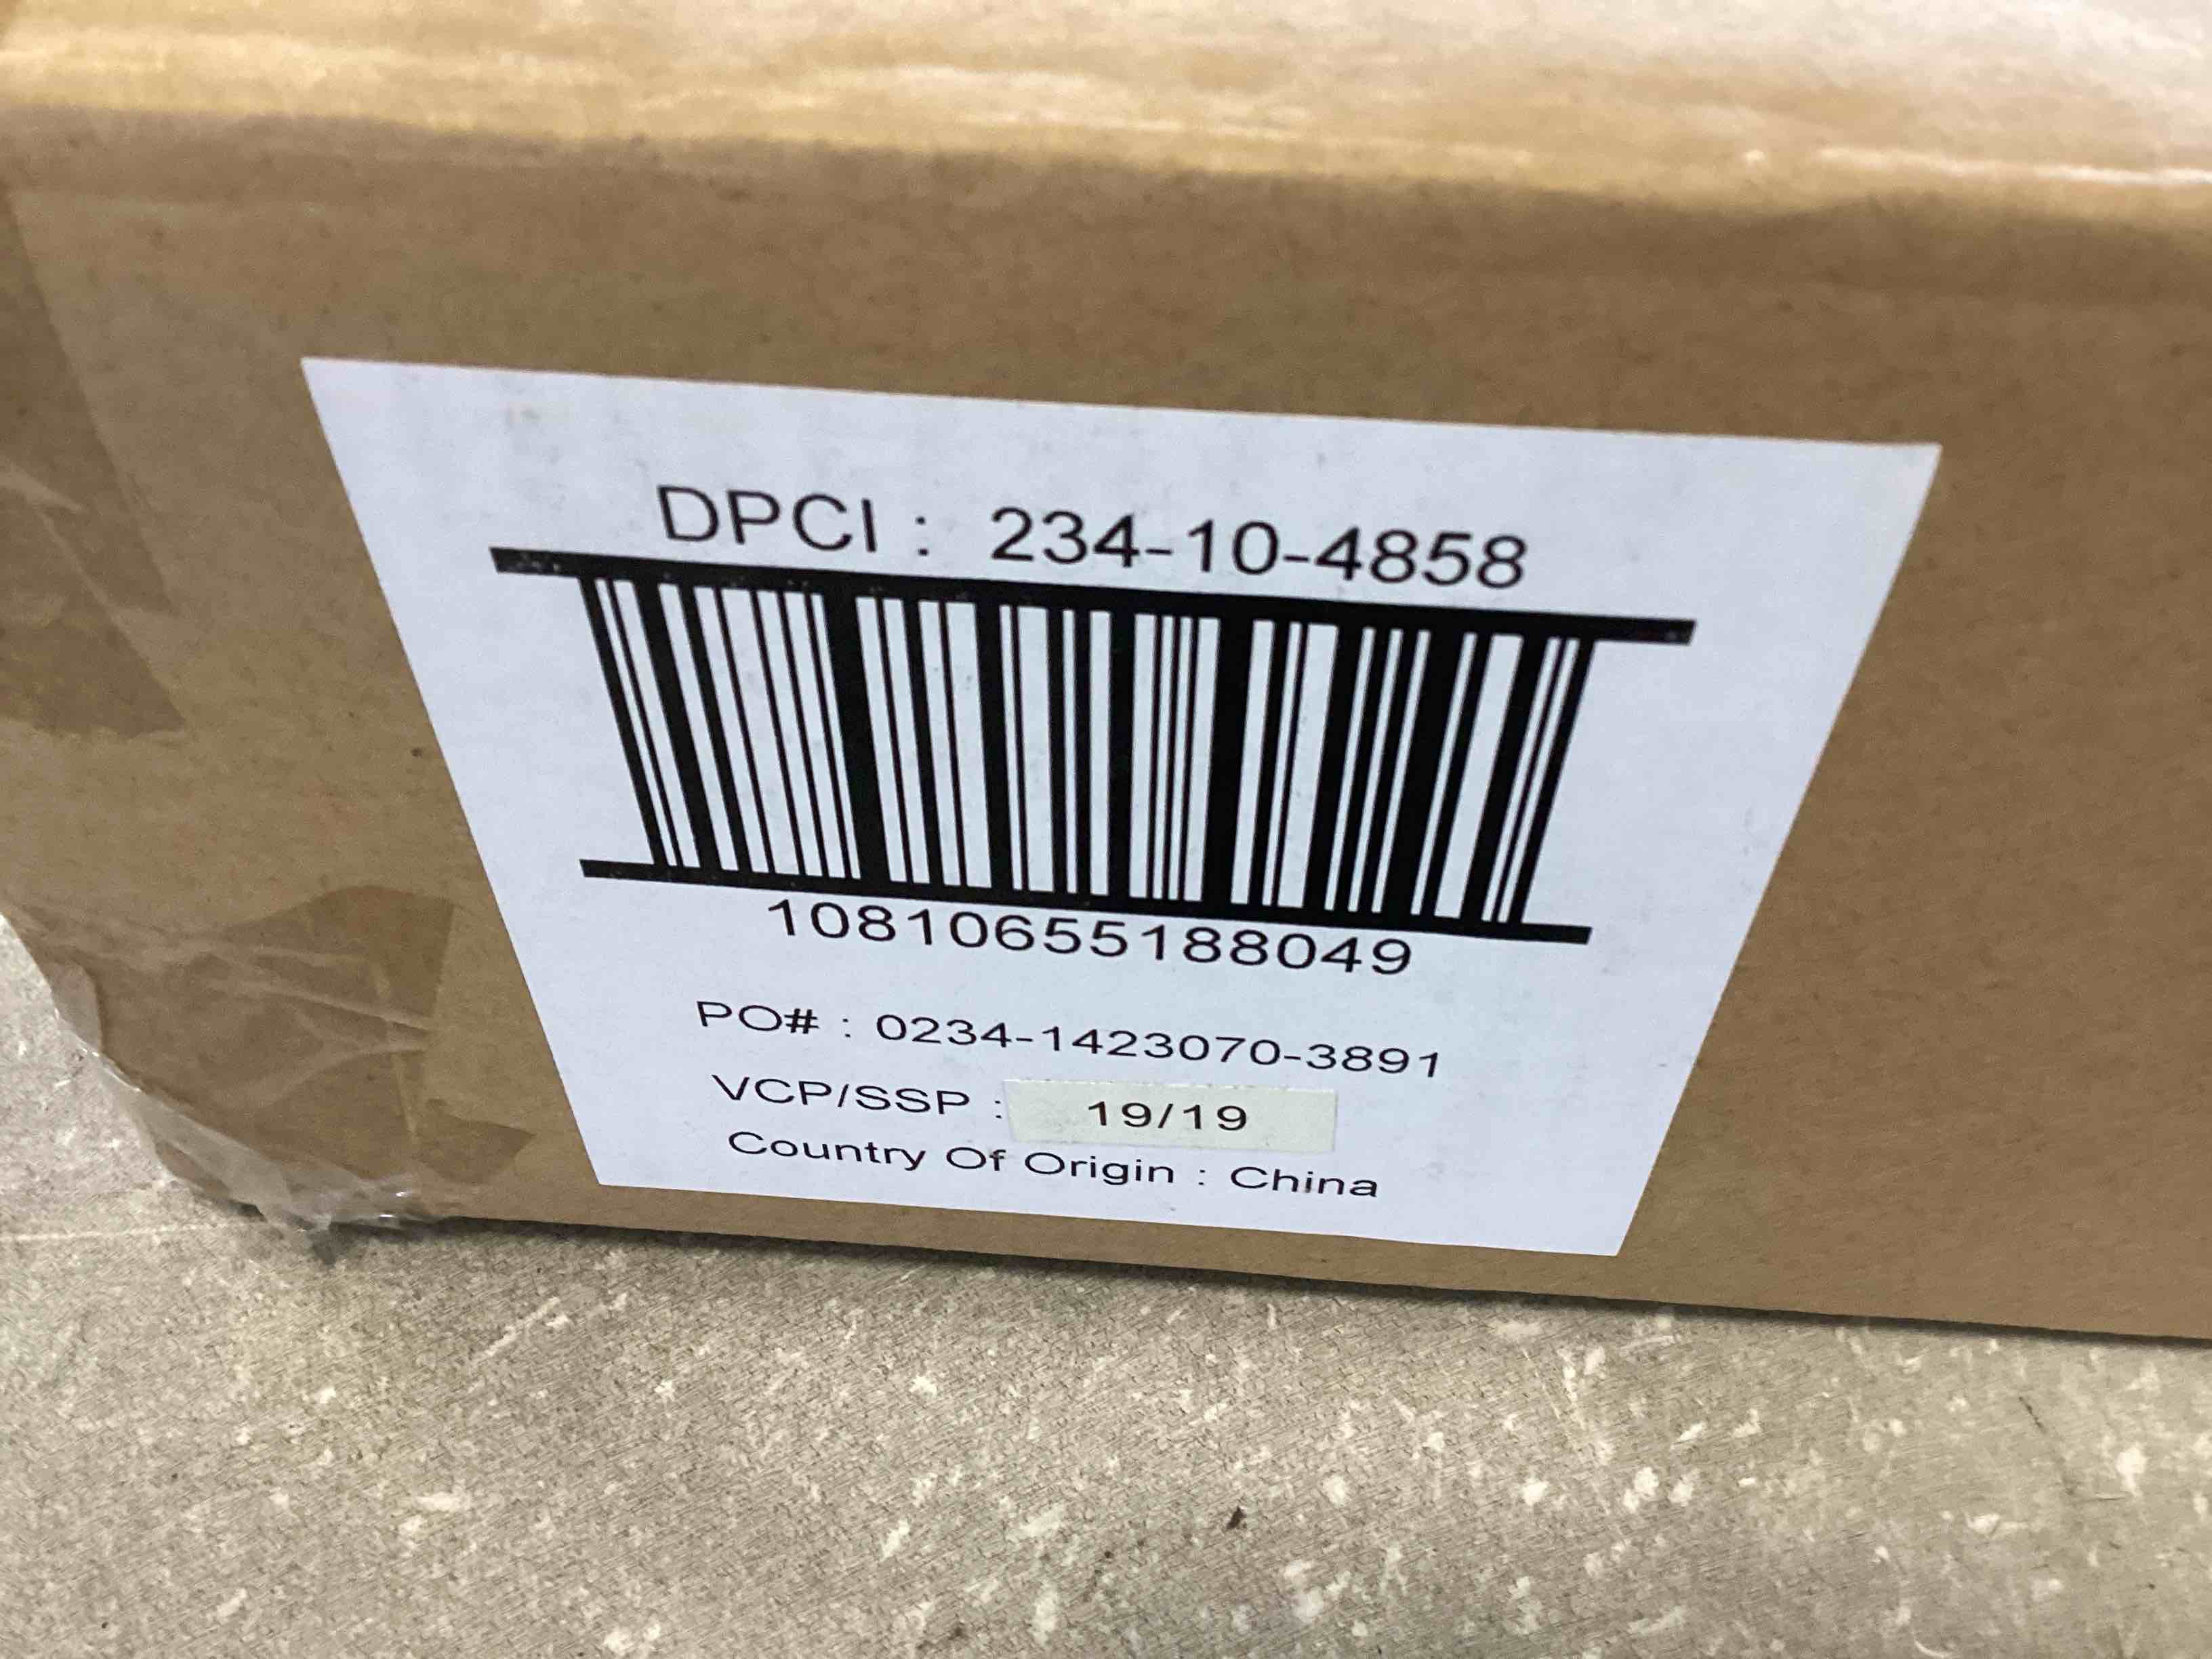 DPCI : 234-10-4858
10810655188049
PO# : 0234-1423070-3891
VCP/SSP : 19/19
Country Of Origin : China